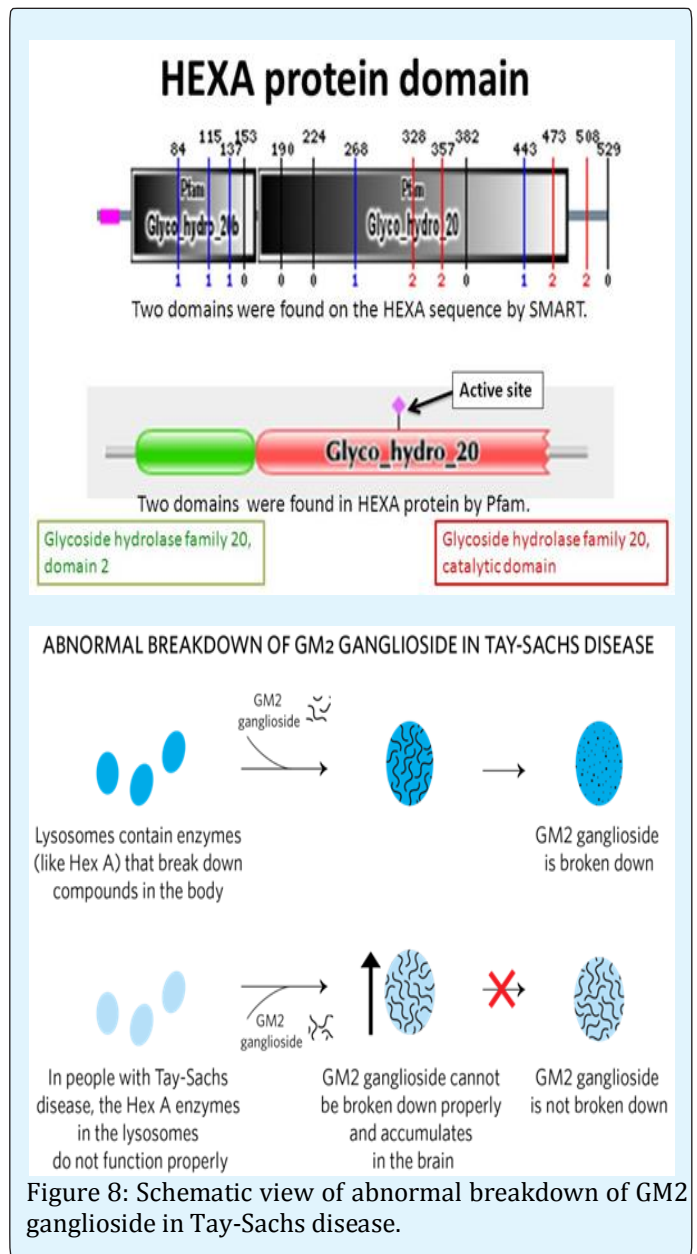 HEXA protein domain
84 115 137 153 190 224 268 328 357 382 443 473 508 529
Pfam
Glyco_hydro_20b
Pfam
Glyco_hydro_20
1 1 1 0 0 0 1 2 2 0 1 2 2 0
Two domains were found on the HEXA sequence by SMART.
Active site
Glyco_hydro_20
Two domains were found in HEXA protein by Pfam.
Glycoside hydrolase family 20,
domain 2
Glycoside hydrolase family 20,
catalytic domain
ABNORMAL BREAKDOWN OF GM2 GANGLIOSIDE IN TAY-SACHS DISEASE
GM2
ganglioside
Lysosomes contain enzymes
(like Hex A) that break down
compounds in the body
GM2 ganglioside
is broken down
GM2
ganglioside
In people with Tay-Sachs
disease, the Hex A enzymes
in the lysosomes
do not function properly
GM2 ganglioside cannot
be broken down properly
and accumulates
in the brain
GM2 ganglioside
is not broken down
Figure 8: Schematic view of abnormal breakdown of GM2
ganglioside in Tay-Sachs disease.